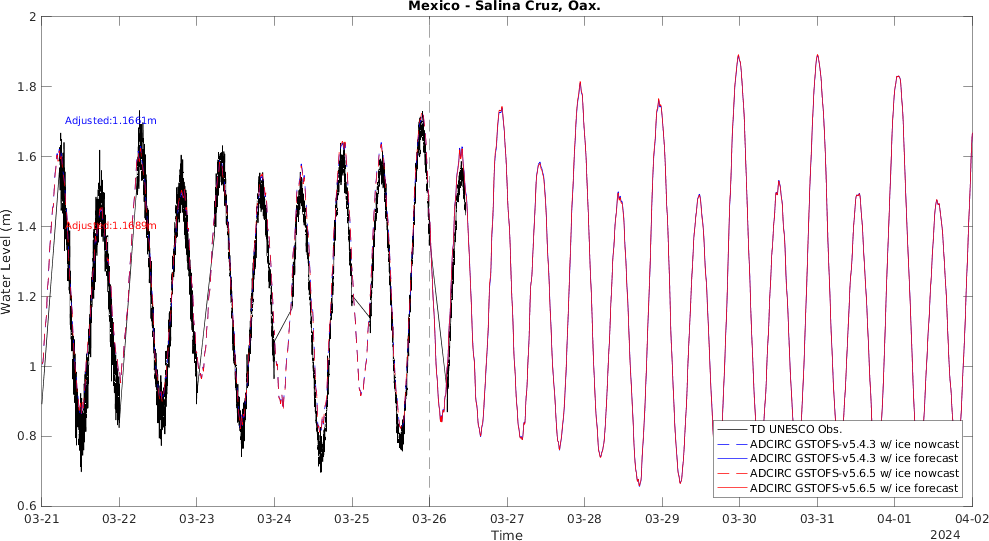 Mexico - Salina Cruz, Oax.
2
1.8
1.6
1.4
1.2
1
0.8
0.6
Water Level (m)
Adjusted:1.1661m
Adjusted:1.1689m
TD UNESCO Obs.
ADCIRC GSTOFS-v5.4.3 w/ ice nowcast
ADCIRC GSTOFS-v5.4.3 w/ ice forecast
ADCIRC GSTOFS-v5.6.5 w/ ice nowcast
ADCIRC GSTOFS-v5.6.5 w/ ice forecast
03-21 03-22 03-23 03-24 03-25 03-26 03-27 03-28 03-29 03-30 03-31 04-01 04-02
Time
2024